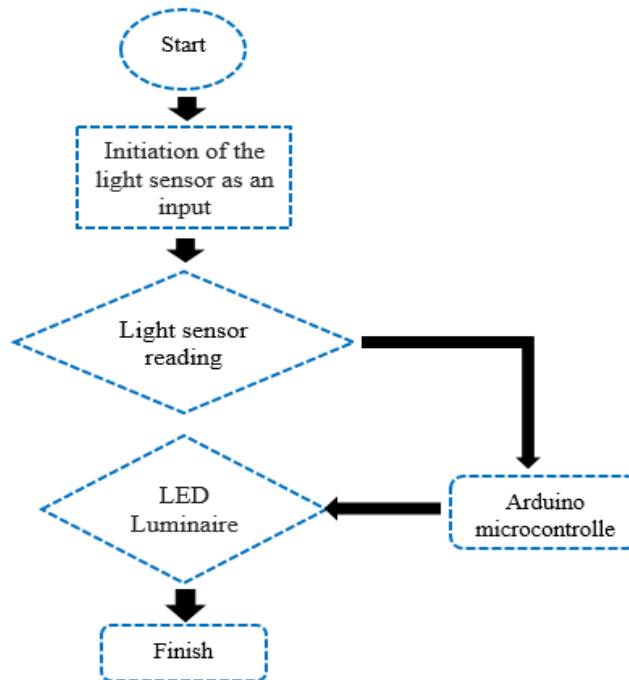 Start
Initiation of the
light sensor as an
input
Light sensor
reading
LED
Luminaire
Arduino
microcontrolle
Finish